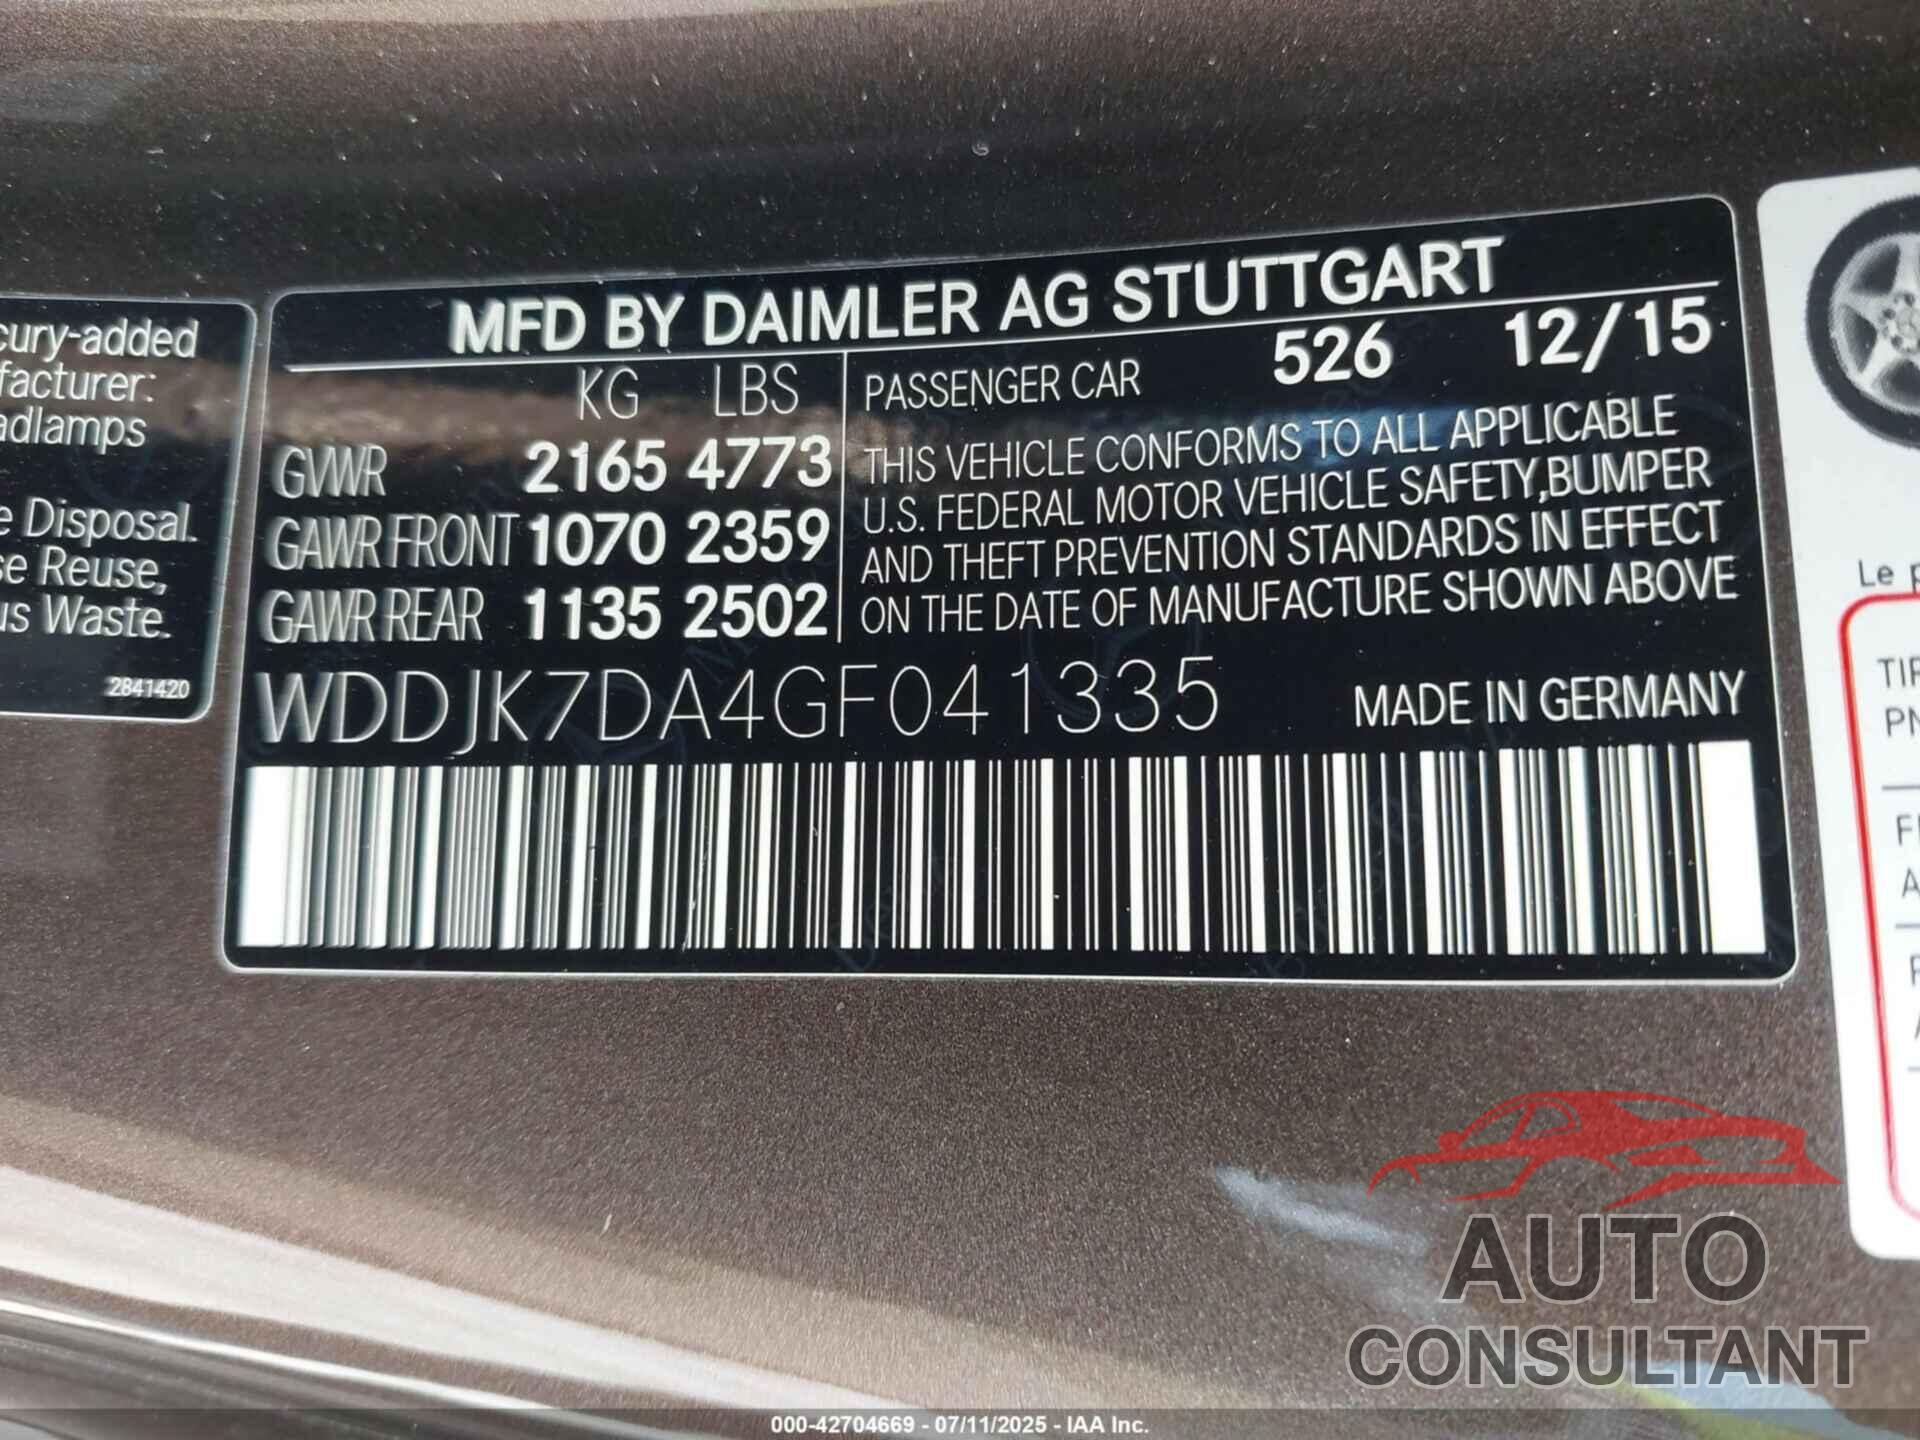 cury-added
facturer:
adlamps
e Disposal.
se Reuse,
us Waste.
2841420
MFD BY DAIMLER AG STUTTGART
KG LBS
GVWR 2165 4773
GAWR FRONT 1070 2359
GAWR REAR 1135 2502
PASSENGER CAR 526 12/15
THIS VEHICLE CONFORMS TO ALL APPLICABLE
U.S. FEDERAL MOTOR VEHICLE SAFETY,BUMPER
AND THEFT PREVENTION STANDARDS IN EFFECT
ON THE DATE OF MANUFACTURE SHOWN ABOVE
WDDJK7DA4GF041335 MADE IN GERMANY
Le p
TIR
PN
AUTO
CONSULTANT
000-42704669 - 07/11/2025 - IAA Inc.